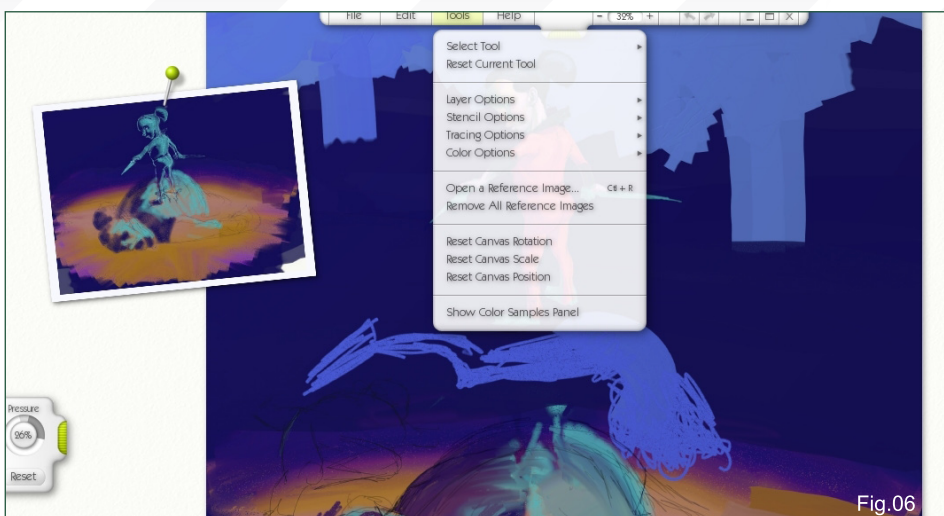 File Edit Tools Help - 32% +
Select Tool
Reset Current Tool
Layer Options
Stencil Options
Tracing Options
Color Options
Open a Reference Image... Ctl + R
Remove All Reference Images
Reset Canvas Rotation
Reset Canvas Scale
Reset Canvas Position
Show Color Samples Panel
Pressure
26%
Reset
Fig.06